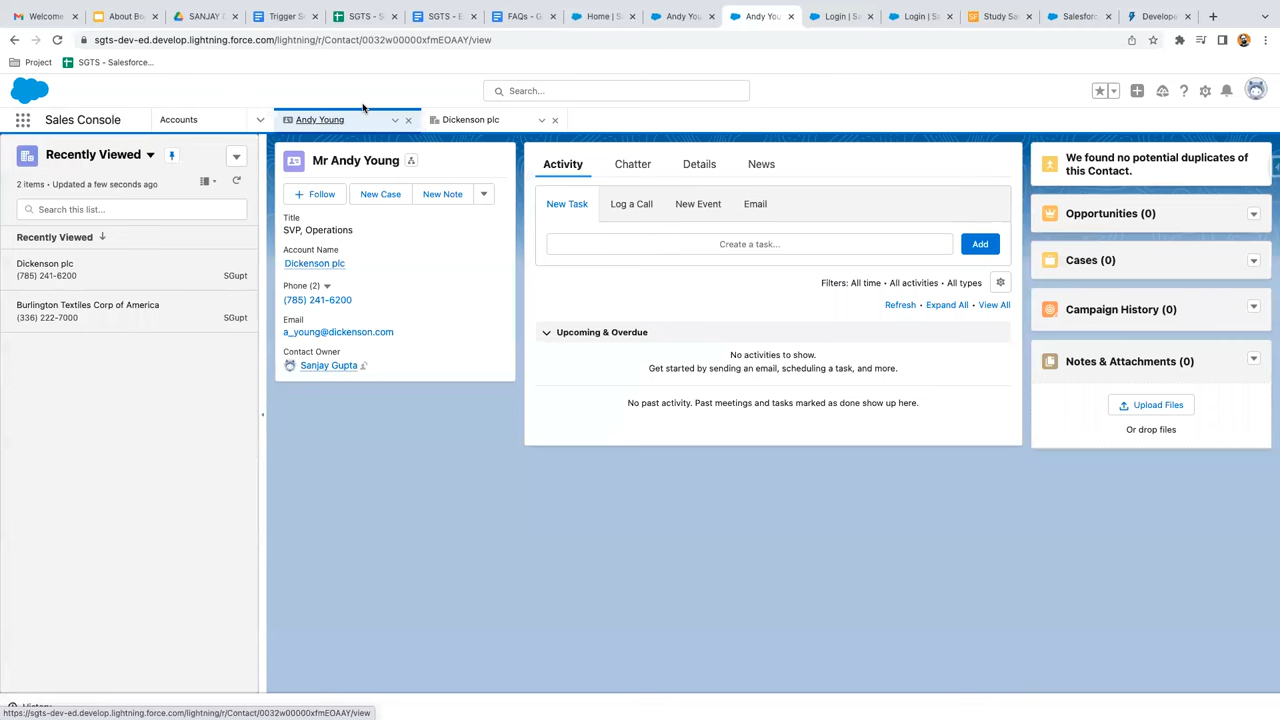 Welcome
About Bo
SANJAY D
Trigger S
SGTS - S
SGTS - E
FAQs - G
Home | Sa
Andy You
Andy You
Login | Sa
Login | Sa
Study Sa
Salesforc
Develope
sgts-dev-ed.develop.lightning.force.com/lightning/r/Contact/0032w00000xfmEOAAY/view
Project
SGTS - Salesforce...
Search...
Sales Console
Accounts
Andy Young
Dickenson plc
Recently Viewed
2 items • Updated a few seconds ago
Search this list...
Recently Viewed
Dickenson plc
(785) 241-6200 SGupt
Burlington Textiles Corp of America
(336) 222-7000 SGupt
Mr Andy Young
Follow
New Case
New Note
Title
SVP, Operations
Account Name
Dickenson plc
Phone (2)
(785) 241-6200
Email
a_young@dickenson.com
Contact Owner
Sanjay Gupta
Activity
Chatter
Details
News
New Task
Log a Call
New Event
Email
Create a task...
Add
Filters: All time • All activities • All types
Refresh • Expand All • View All
Upcoming & Overdue
No activities to show.
Get started by sending an email, scheduling a task, and more.
No past activity. Past meetings and tasks marked as done show up here.
We found no potential duplicates of
this Contact.
Opportunities (0)
Cases (0)
Campaign History (0)
Notes & Attachments (0)
Upload Files
Or drop files
History
https://sgts-dev-ed.develop.lightning.force.com/lightning/r/Contact/0032w00000xfmEOAAY/view